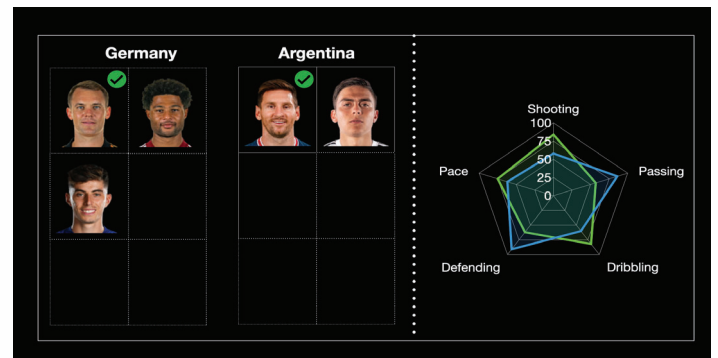 Germany
Argentina
Shooting
100
75
50
25
0
Pace
Passing
Defending
Dribbling